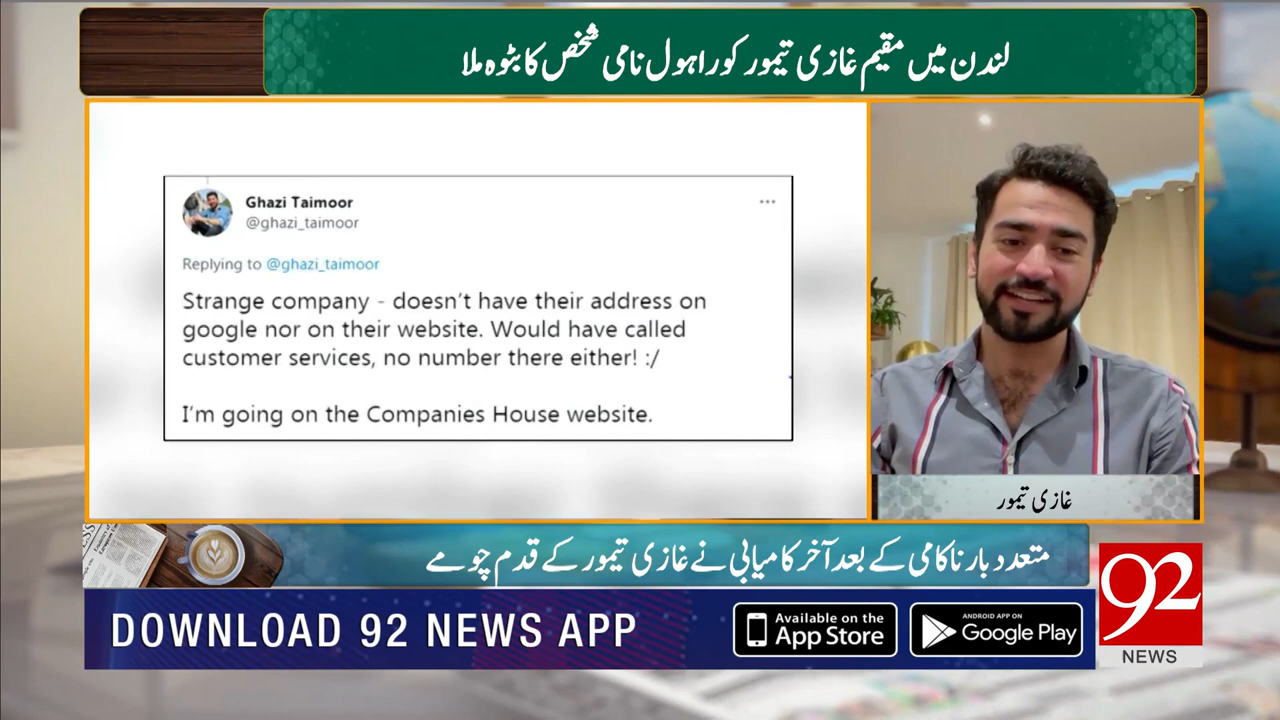 لندن میں مقیم غازی تیمور کو راہول نامی شخص کا بٹوہ ملا
Ghazi Taimoor
@ghazi_taimoor
Replying to @ghazi_taimoor
Strange company - doesn't have their address on
google nor on their website. Would have called
customer services, no number there either! :/
I'm going on the Companies House website.
غازی تیمور
متعدد بار ناکامی کے بعد آخر کامیابی نے غازی تیمور کے قدم چومے
DOWNLOAD 92 NEWS APP
Available on the
App Store
ANDROID APP ON
Google Play
92
NEWS